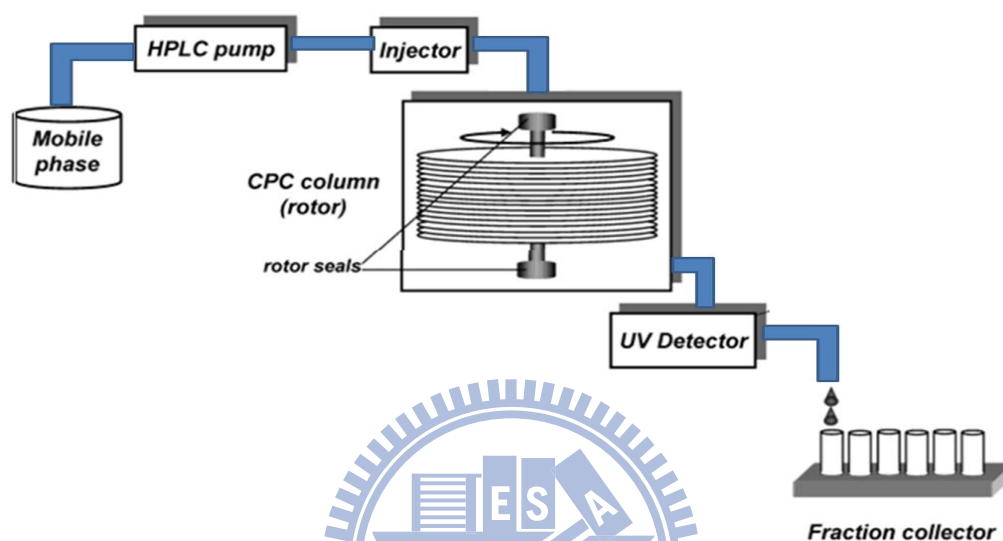 HPLC pump
Injector
Mobile
phase
CPC column
(rotor)
rotor seals
UV Detector
E S A
Fraction collector